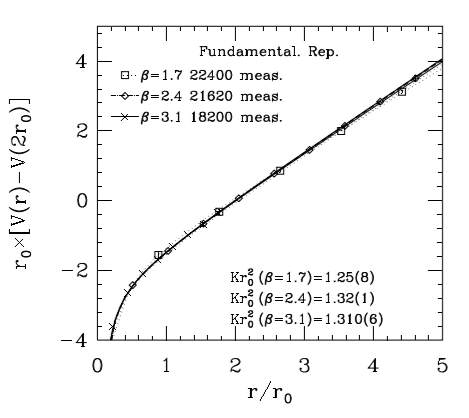 Fundamental. Rep.
β=1.7 22400 meas.
β=2.4 21620 meas.
β=3.1 18200 meas.
r₀×[V(r)−V(2r₀)]
4
2
0
−2
−4
Kr₀²(β=1.7)=1.25(8)
Kr₀²(β=2.4)=1.32(1)
Kr₀²(β=3.1)=1.310(6)
0 1 2 3 4 5
r/r₀